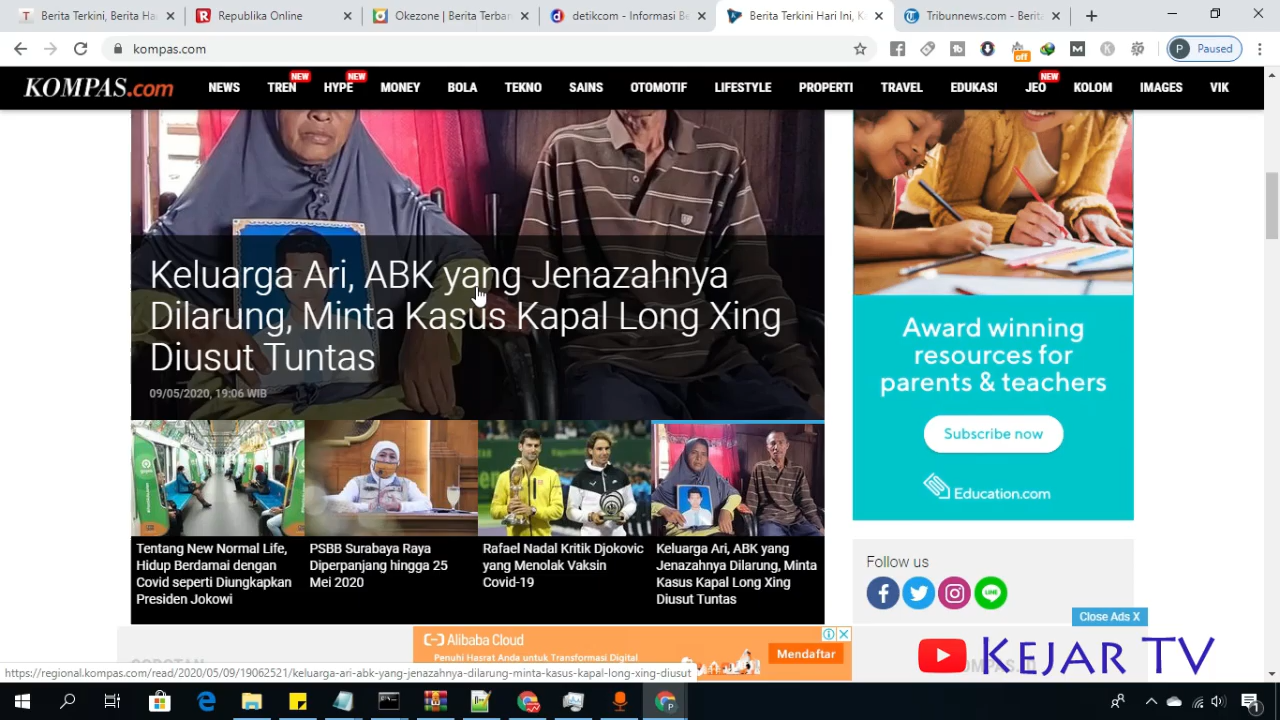 Berita Terkini | Berita Ha
Republika Online
Okezone | Berita Terban
detikcom - Informasi Be
Berita Terkini Hari Ini, K
Tribunnews.com - Berita
kompas.com
P Paused
off
KOMPAS.com
NEWS
TREN
NEW
HYPE
NEW
MONEY
BOLA
TEKNO
SAINS
OTOMOTIF
LIFESTYLE
PROPERTI
TRAVEL
EDUKASI
JEO
NEW
KOLOM
IMAGES
VIK
Keluarga Ari, ABK yang Jenazahnya
Dilarung, Minta Kasus Kapal Long Xing
Diusut Tuntas
09/05/2020, 19:06 WIB
Tentang New Normal Life,
Hidup Berdamai dengan
Covid seperti Diungkapkan
Presiden Jokowi
PSBB Surabaya Raya
Diperpanjang hingga 25
Mei 2020
Rafael Nadal Kritik Djokovic
yang Menolak Vaksin
Covid-19
Keluarga Ari, ABK yang
Jenazahnya Dilarung, Minta
Kasus Kapal Long Xing
Diusut Tuntas
Award winning
resources for
parents & teachers
Subscribe now
Education.com
Follow us
Close Ads X
Alibaba Cloud
Penuhi Hasrat Anda untuk Transformasi Digital
Mendaftar
KEJAR TV
https://regional.kompas.com/read/2020/05/09/19062521/keluarga-ari-abk-yang-jenazahnya-dilarung-minta-kasus-kapal-long-xing-diusut